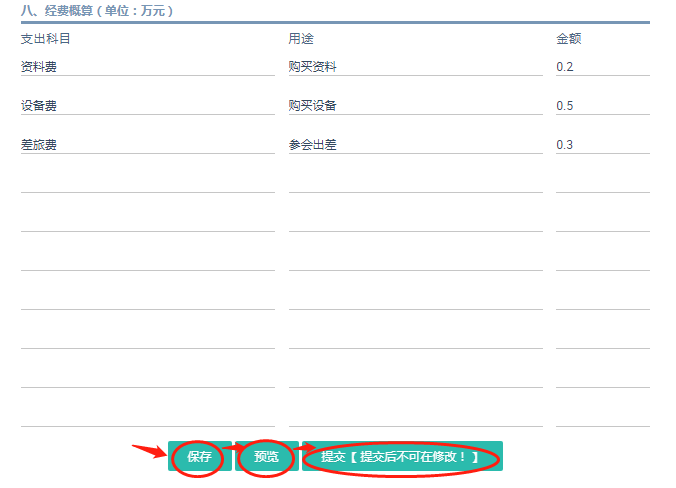 八、经费概算（单位：万元）
支出科目 用途 金额
资料费 购买资料 0.2
设备费 购买设备 0.5
差旅费 参会出差 0.3
保存 预览 提交【 提交后不可在修改！ 】